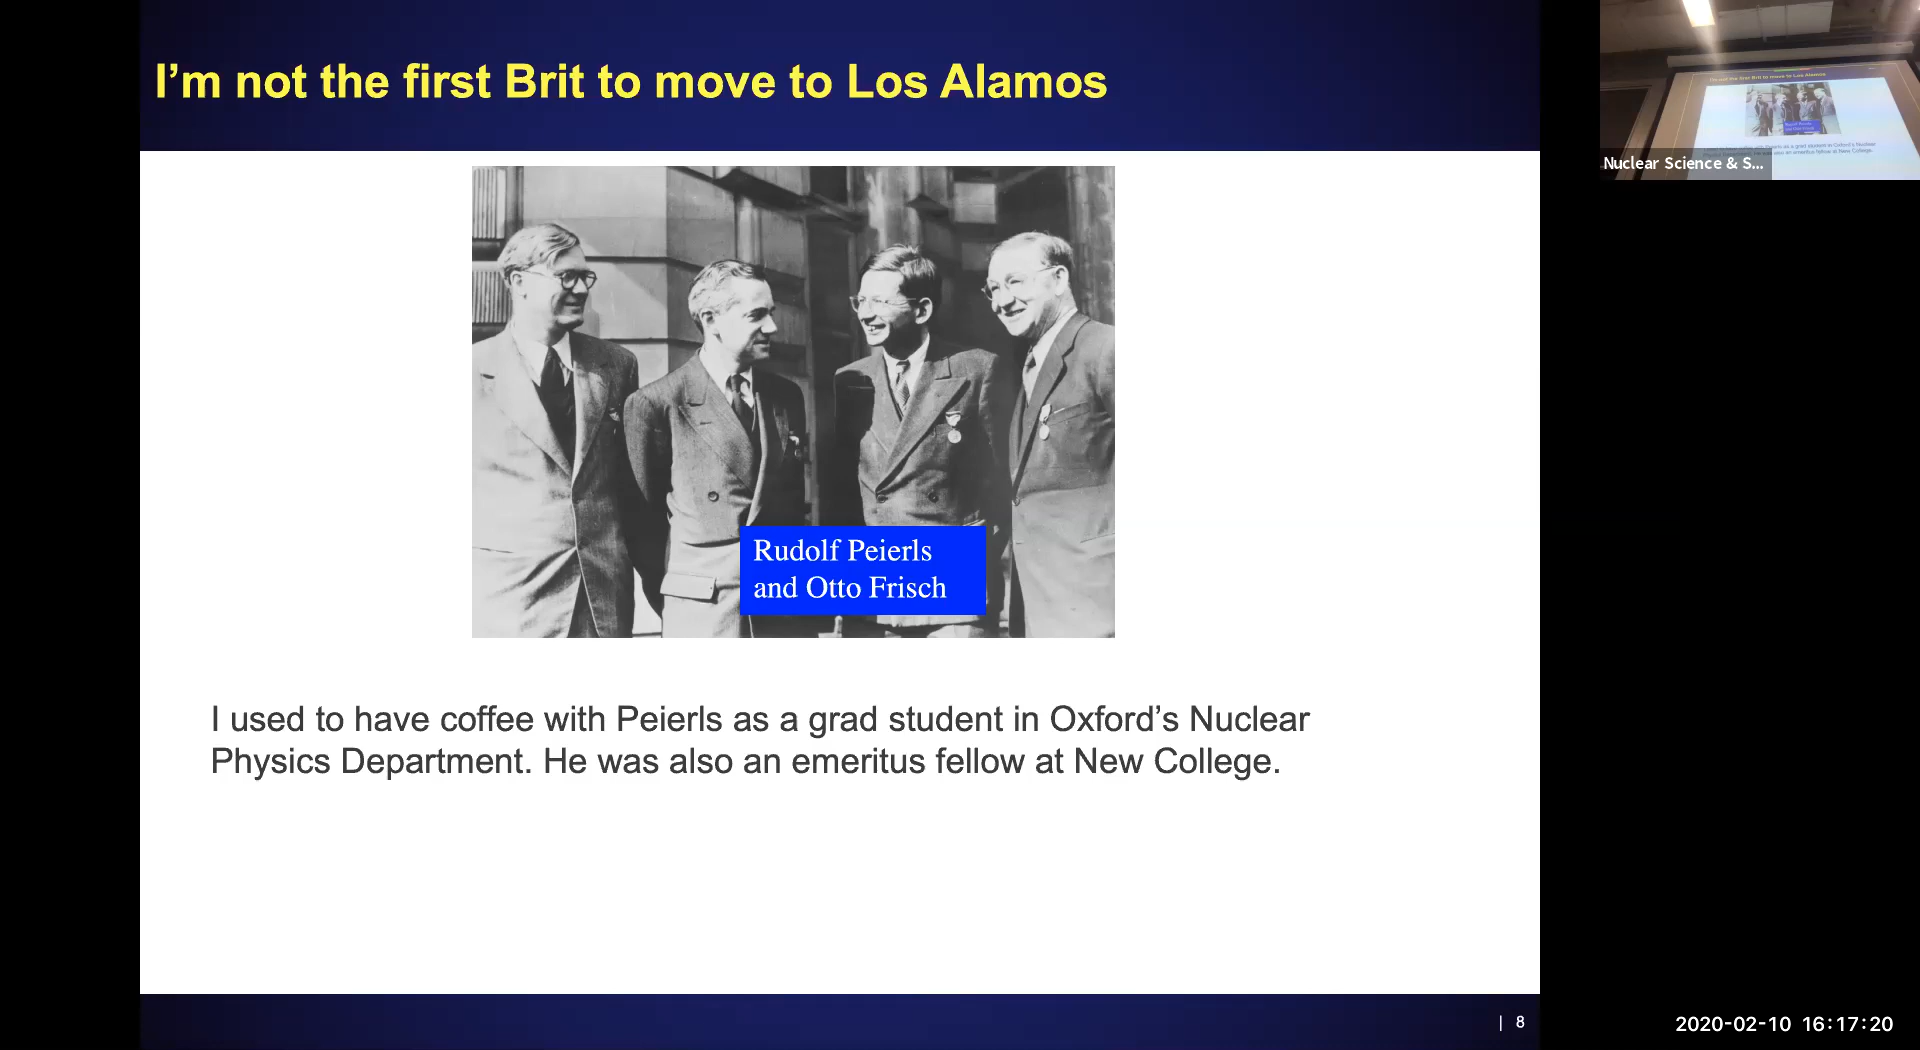 I'm not the first Brit to move to Los Alamos
Rudolf Peierls
and Otto Frisch
I used to have coffee with Peierls as a grad student in Oxford's Nuclear
Physics Department. He was also an emeritus fellow at New College.
| 8
Nuclear Science & S...
2020-02-10 16:17:20